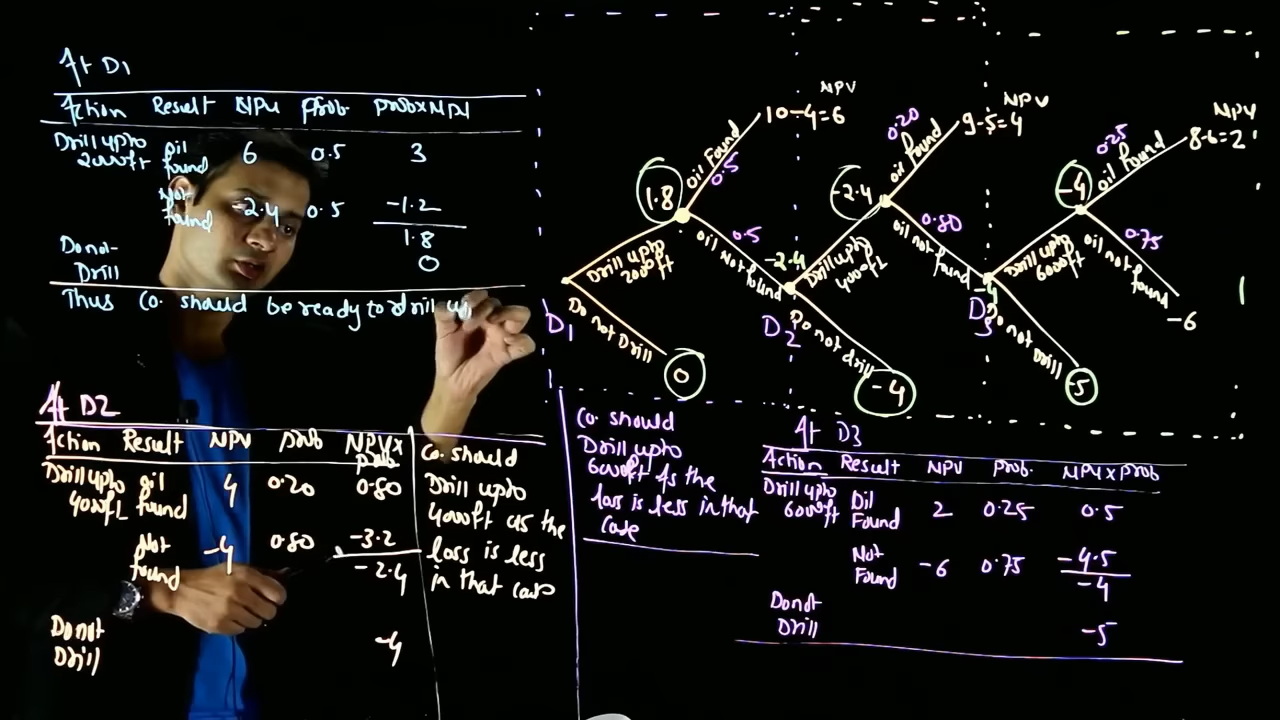 At D1
Action Result NPV Prob. Prob×NPV
Drill upto 2000ft oil found 6 0.5 3
Not found -2.4 0.5 -1.2
1.8
Donot Drill 0
Thus Co. should be ready to drill
At D2
Action Result NPV Prob NPV× Prob
Drill upto 4000ft oil found 4 0.20 0.80
Not found -4 0.80 -3.2
-2.4
Donot Drill -4
Co. should
Drill upto
4000ft as the
loss is less
in that case
D1
Drill upto 2000ft
Do not Drill
0
1.8
oil Found
0.5
10-4=6
NPV
oil Not found
0.5
-2.4
D2
Drill upto 4000ft
Do not drill
-4
-2.4
oil found
0.20
9-5=4
NPV
oil not found
0.80
-4
D3
Drill upto 6000ft
Do not Drill
-5
-4
oil found
0.25
8-6=2
NPV
oil not found
0.75
-6
Co. should
Drill upto
6000ft As the
loss is less in that
case
At D3
Action Result NPV Prob. NPV×Prob
Drill upto 6000ft Oil Found 2 0.25 0.5
Not Found -6 0.75 -4.5
-4
Donot Drill -5